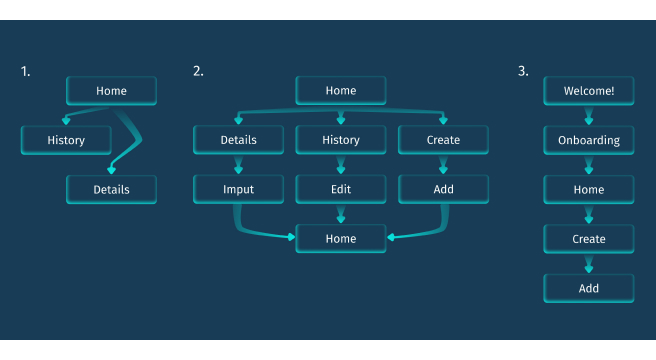 1.
Home
History
Details
2.
Home
Details
History
Create
Imput
Edit
Add
Home
3.
Welcome!
Onboarding
Home
Create
Add